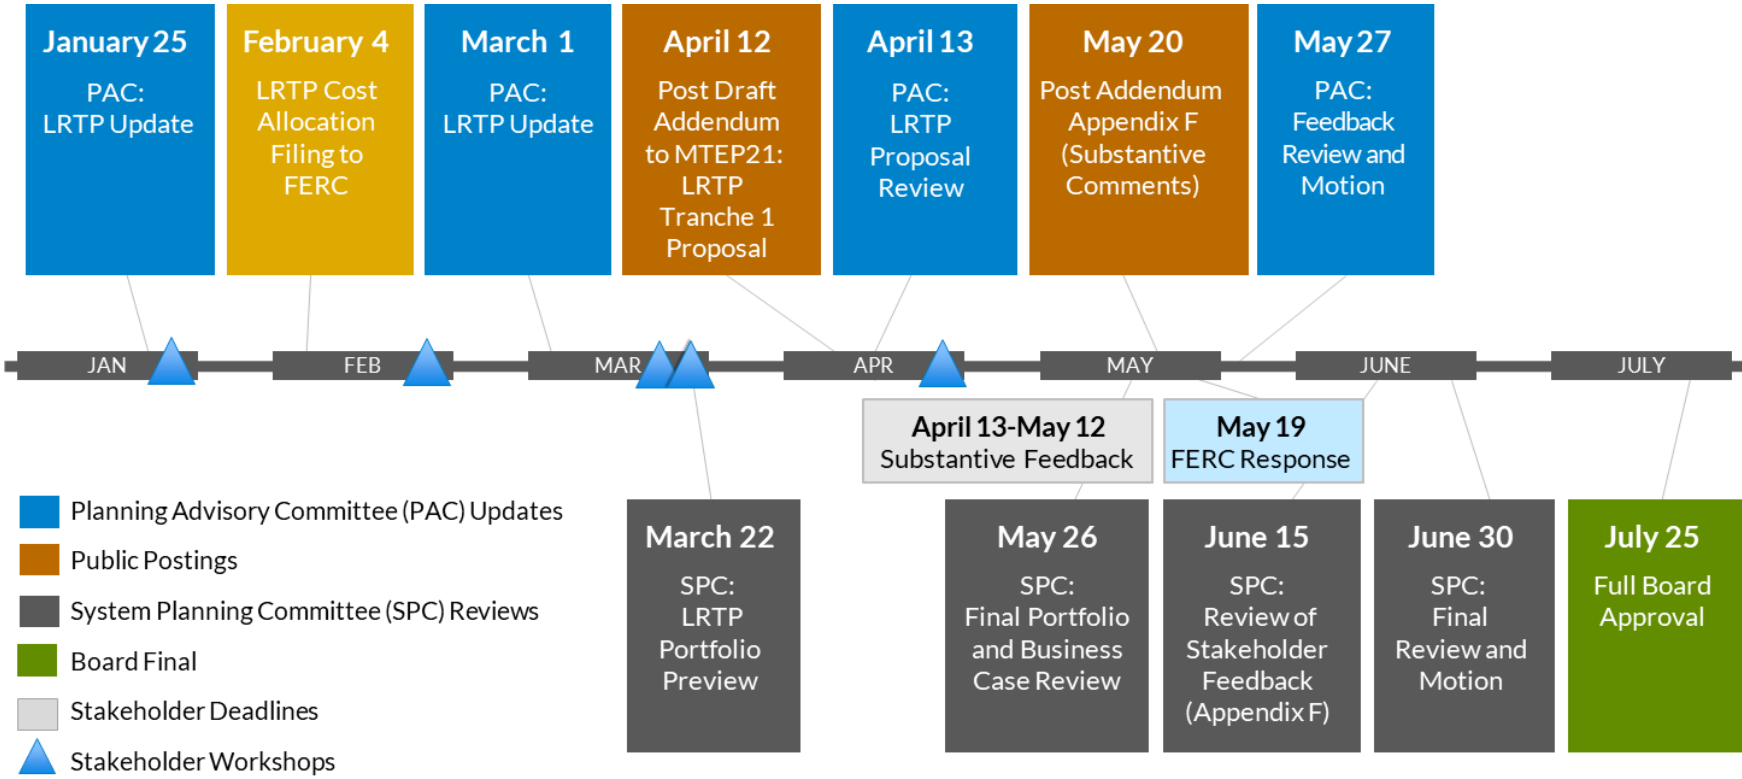 January 25
PAC:
LRTP Update
February 4
LRTP Cost
Allocation
Filing to
FERC
March 1
PAC:
LRTP Update
April 12
Post Draft
Addendum
to MTEP21:
LRTP
Tranche 1
Proposal
April 13
PAC:
LRTP
Proposal
Review
May 20
Post Addendum
Appendix F
(Substantive
Comments)
May 27
PAC:
Feedback
Review and
Motion
JAN
FEB
MAR
APR
MAY
JUNE
JULY
April 13-May 12
Substantive Feedback
May 19
FERC Response
March 22
SPC:
LRTP
Portfolio
Preview
May 26
SPC:
Final Portfolio
and Business
Case Review
June 15
SPC:
Review of
Stakeholder
Feedback
(Appendix F)
June 30
SPC:
Final
Review and
Motion
July 25
Full Board
Approval
Planning Advisory Committee (PAC) Updates
Public Postings
System Planning Committee (SPC) Reviews
Board Final
Stakeholder Deadlines
Stakeholder Workshops